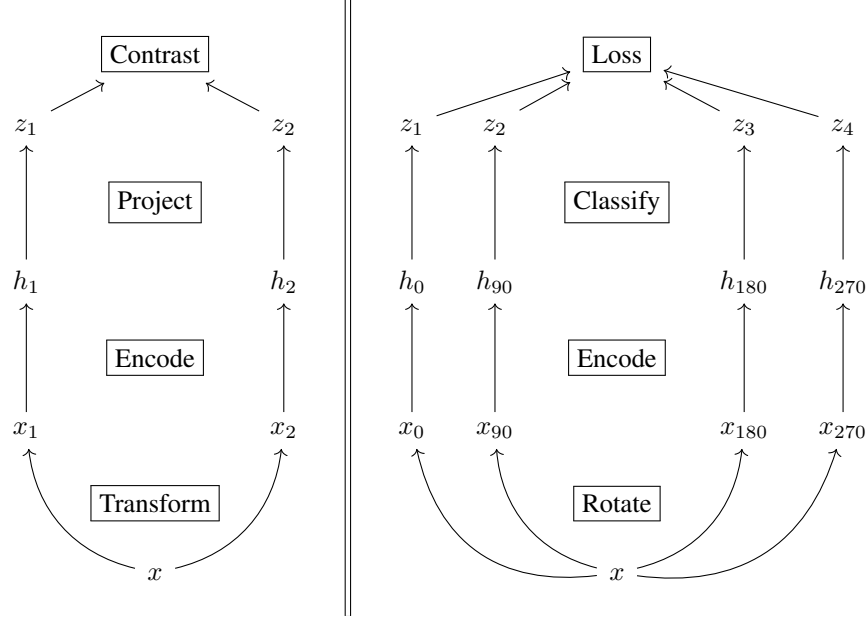 Contrast
z₁ z₂
Project
h₁ h₂
Encode
x₁ x₂
Transform
x
Loss
z₁ z₂ z₃ z₄
Classify
h₀ h₉₀ h₁₈₀ h₂₇₀
Encode
x₀ x₉₀ x₁₈₀ x₂₇₀
Rotate
x